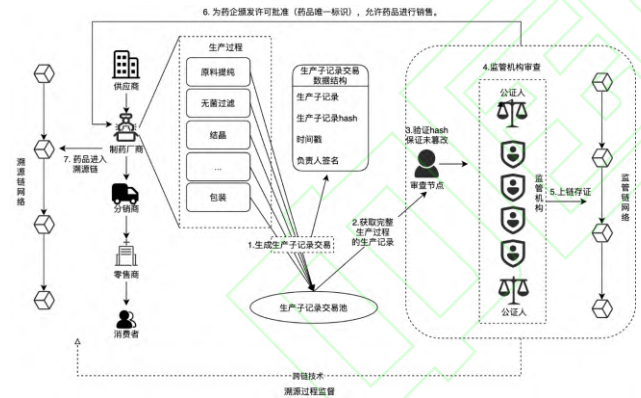 6. 为药企颁发许可批准（药品唯一标识），允许药品进行销售。
供应商
制药厂商
7. 药品进入
溯源链
分销商
零售商
消费者
溯源链网络
生产过程
原料提纯
无菌过滤
结晶
...
包装
生产子记录交易
数据结构
生产子记录
生产子记录hash
时间戳
负责人签名
1.生成生产子记录交易
2.获取完整
生产过程
的生产记录
生产子记录交易池
3.验证hash
保证未篡改
审查节点
4.监管机构审查
公证人
监管机构
公证人
5.上链存证
监管链网络
跨链技术
溯源过程监督